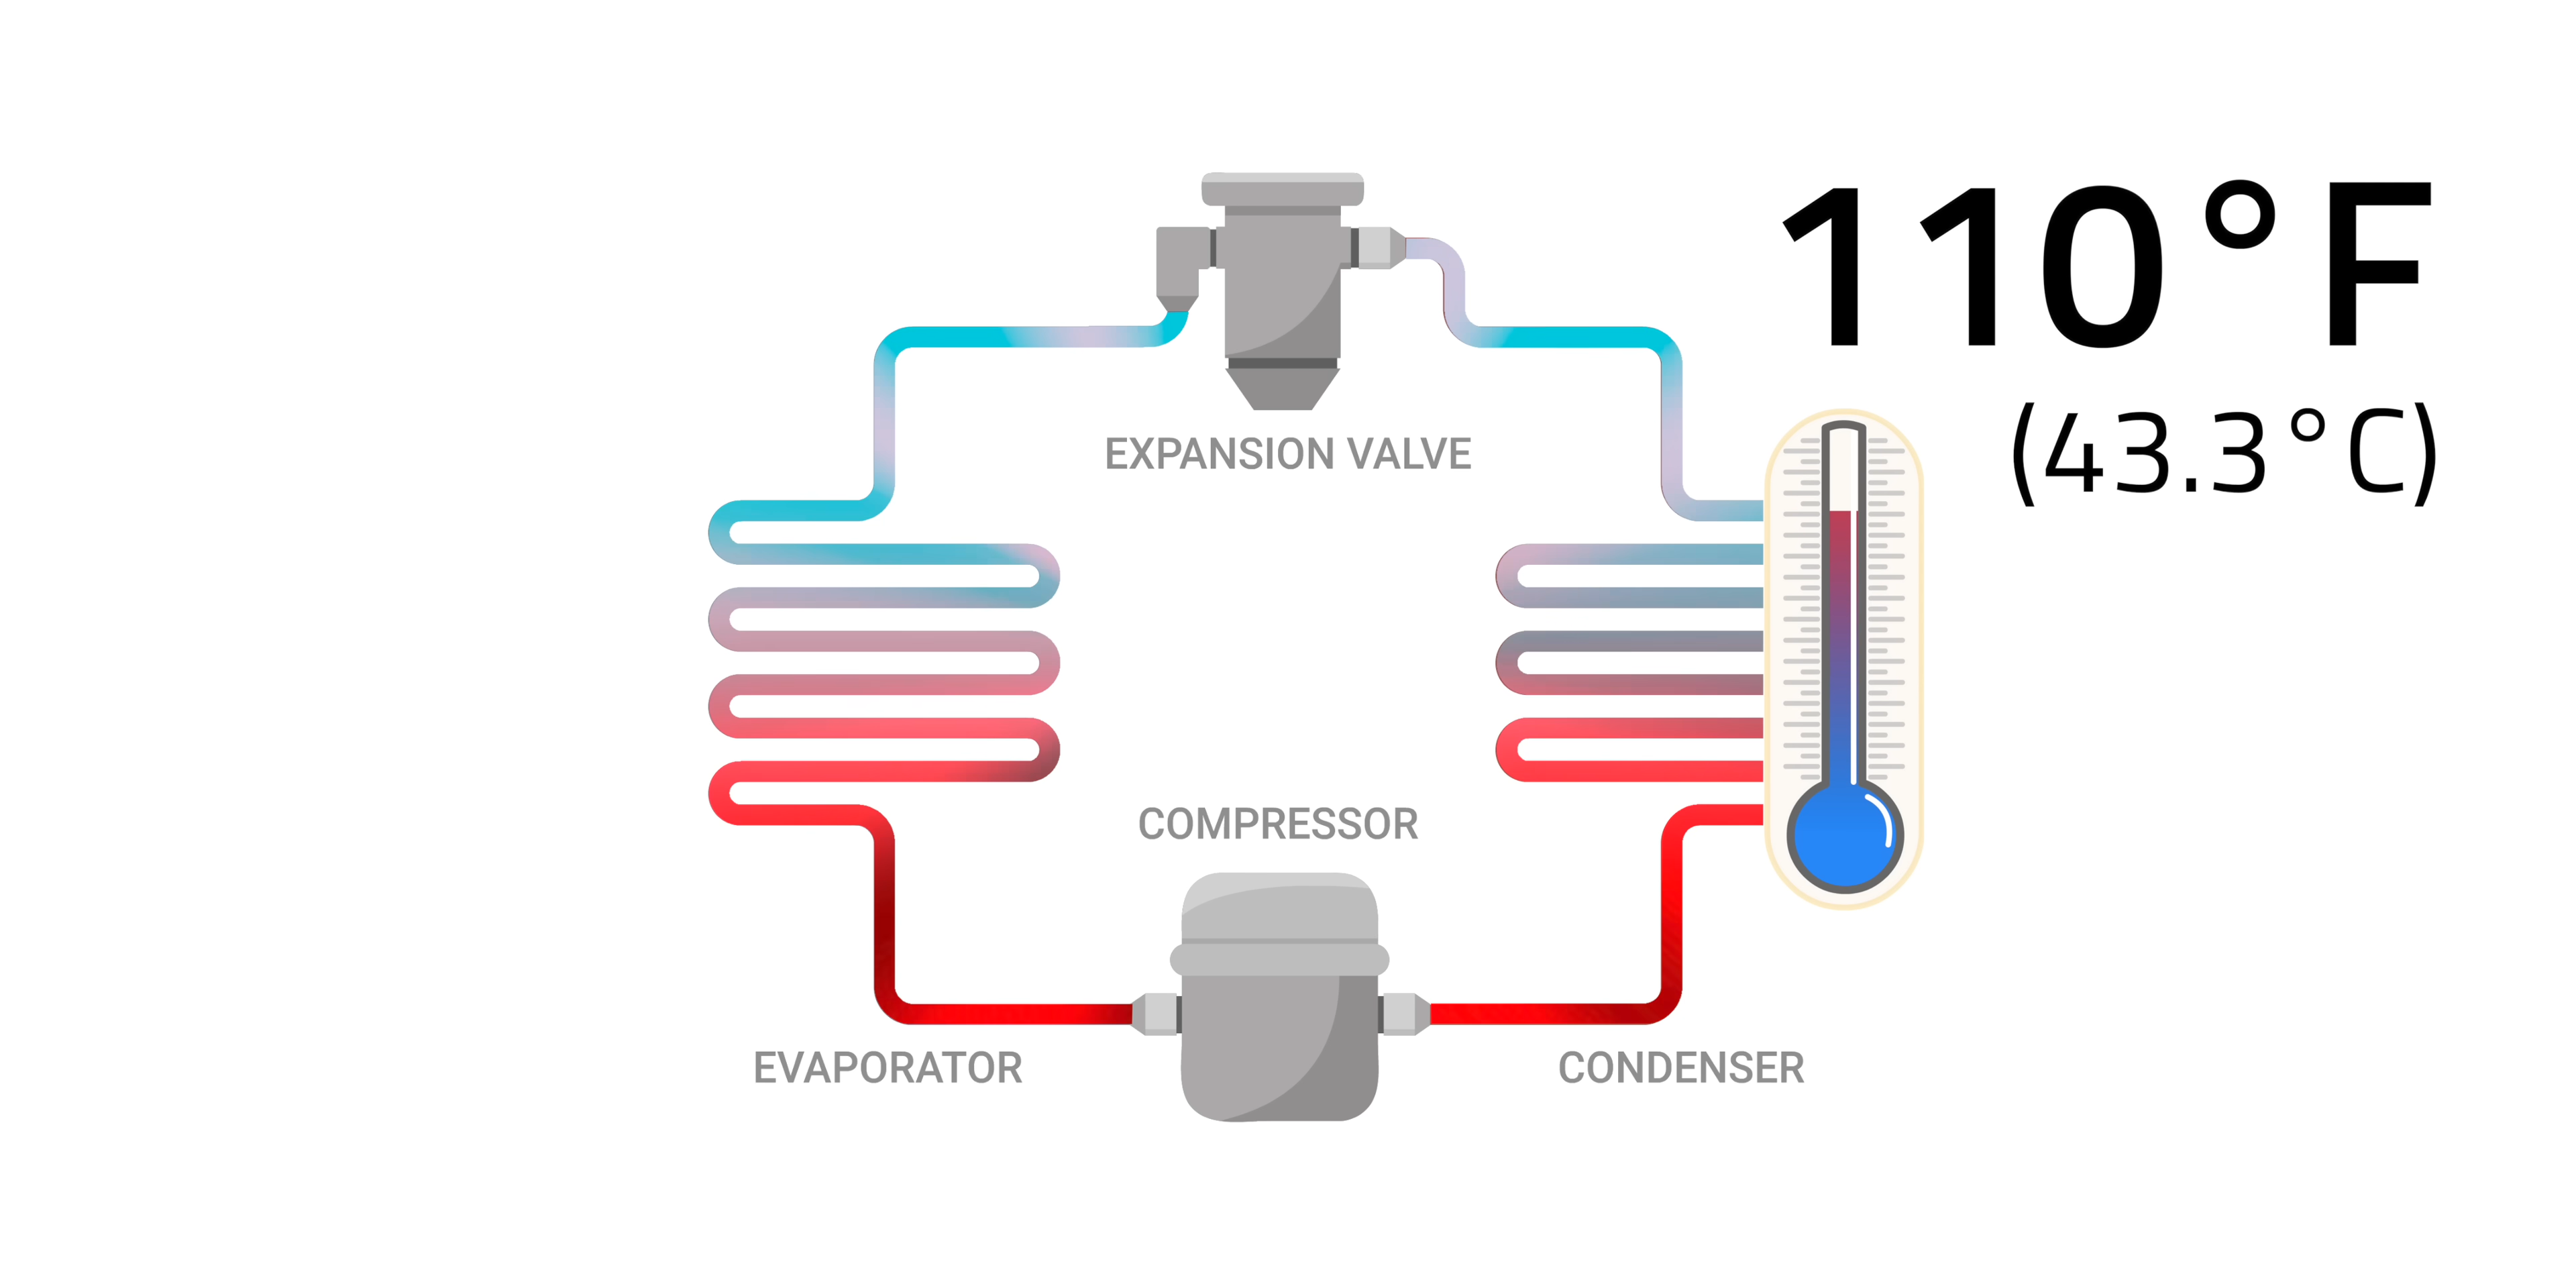 110°F
(43.3°C)
EXPANSION VALVE
COMPRESSOR
EVAPORATOR
CONDENSER